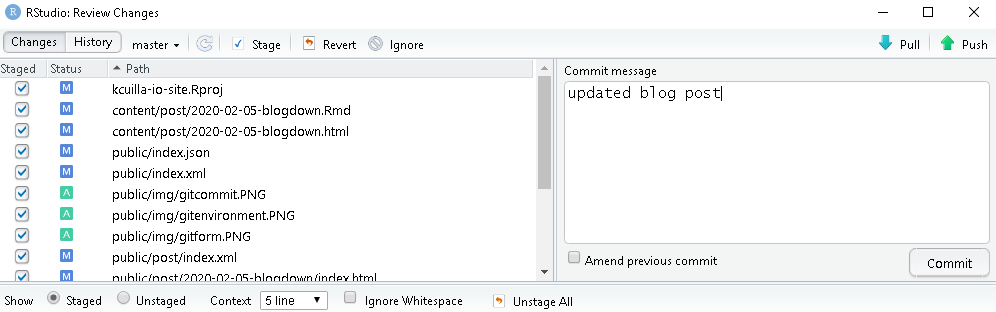 R RStudio: Review Changes
Changes History master Stage Revert Ignore Pull Push
Staged Status Path
M kcuilla-io-site.Rproj
M content/post/2020-02-05-blogdown.Rmd
M content/post/2020-02-05-blogdown.html
M public/index.json
M public/index.xml
A public/img/gitcommit.PNG
A public/img/gitenvironment.PNG
A public/img/gitform.PNG
M public/post/index.xml
M public/post/2020-02-05-blogdown/index.html
Commit message
updated blog post
Amend previous commit Commit
Show Staged Unstaged Context 5 line Ignore Whitespace Unstage All